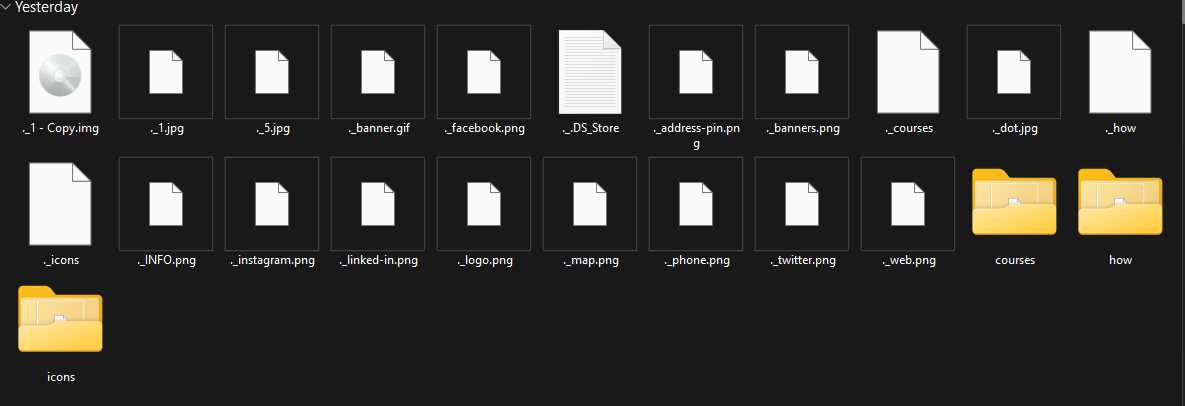 Yesterday
._1 - Copy.img
._1.jpg
._5.jpg
._banner.gif
._facebook.png
._.DS_Store
._address-pin.pn
g
._banners.png
._courses
._dot.jpg
._how
._icons
._INFO.png
._instagram.png
._linked-in.png
._logo.png
._map.png
._phone.png
._twitter.png
._web.png
courses
how
icons